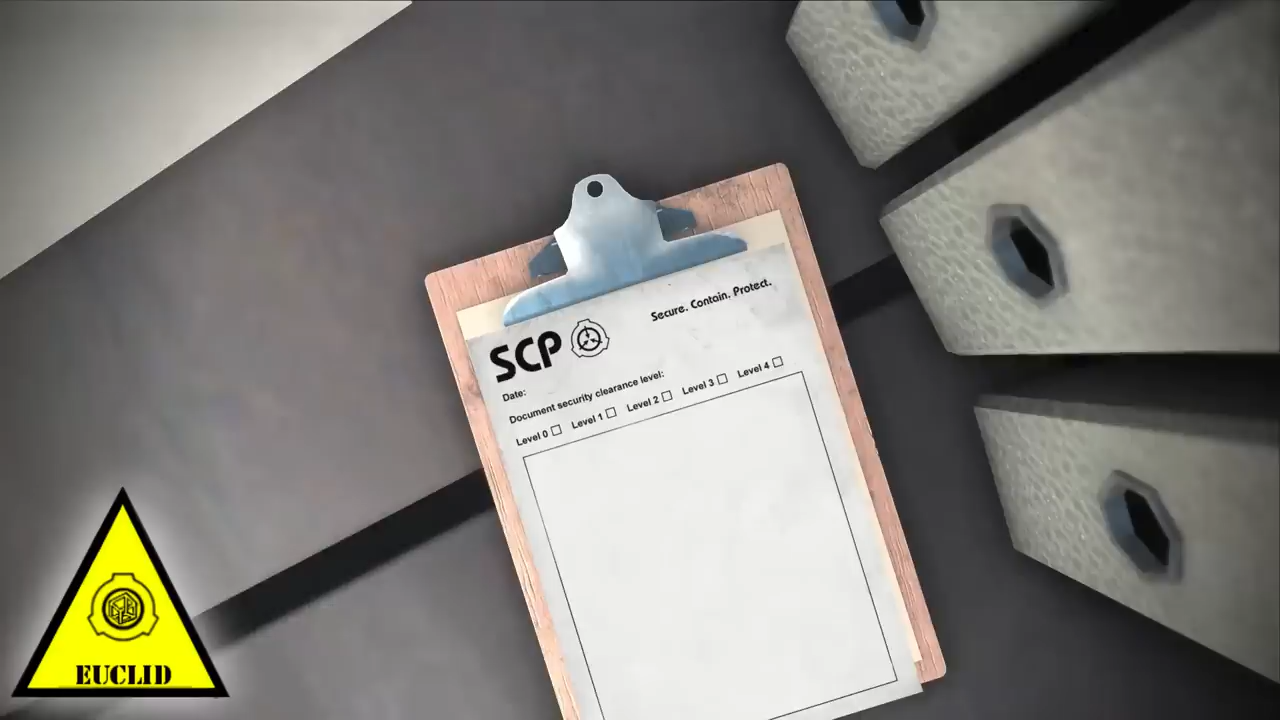 Secure. Contain. Protect.
SCP
Date:
Document security clearance level:
Level 0 Level 1 Level 2 Level 3 Level 4
EUCLID